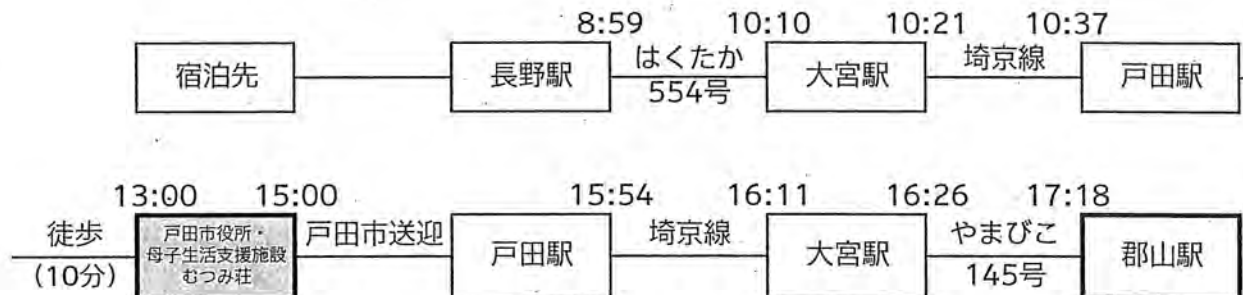 8:59 10:10 10:21 10:37
宿泊先 長野駅 はくたか 大宮駅 埼京線 戸田駅
554号
13:00 15:00 15:54 16:11 16:26 17:18
徒歩 戸田市役所・ 戸田市送迎 戸田駅 埼京線 大宮駅 やまびこ 郡山駅
母子生活支援施設
(10分) むつみ荘 145号